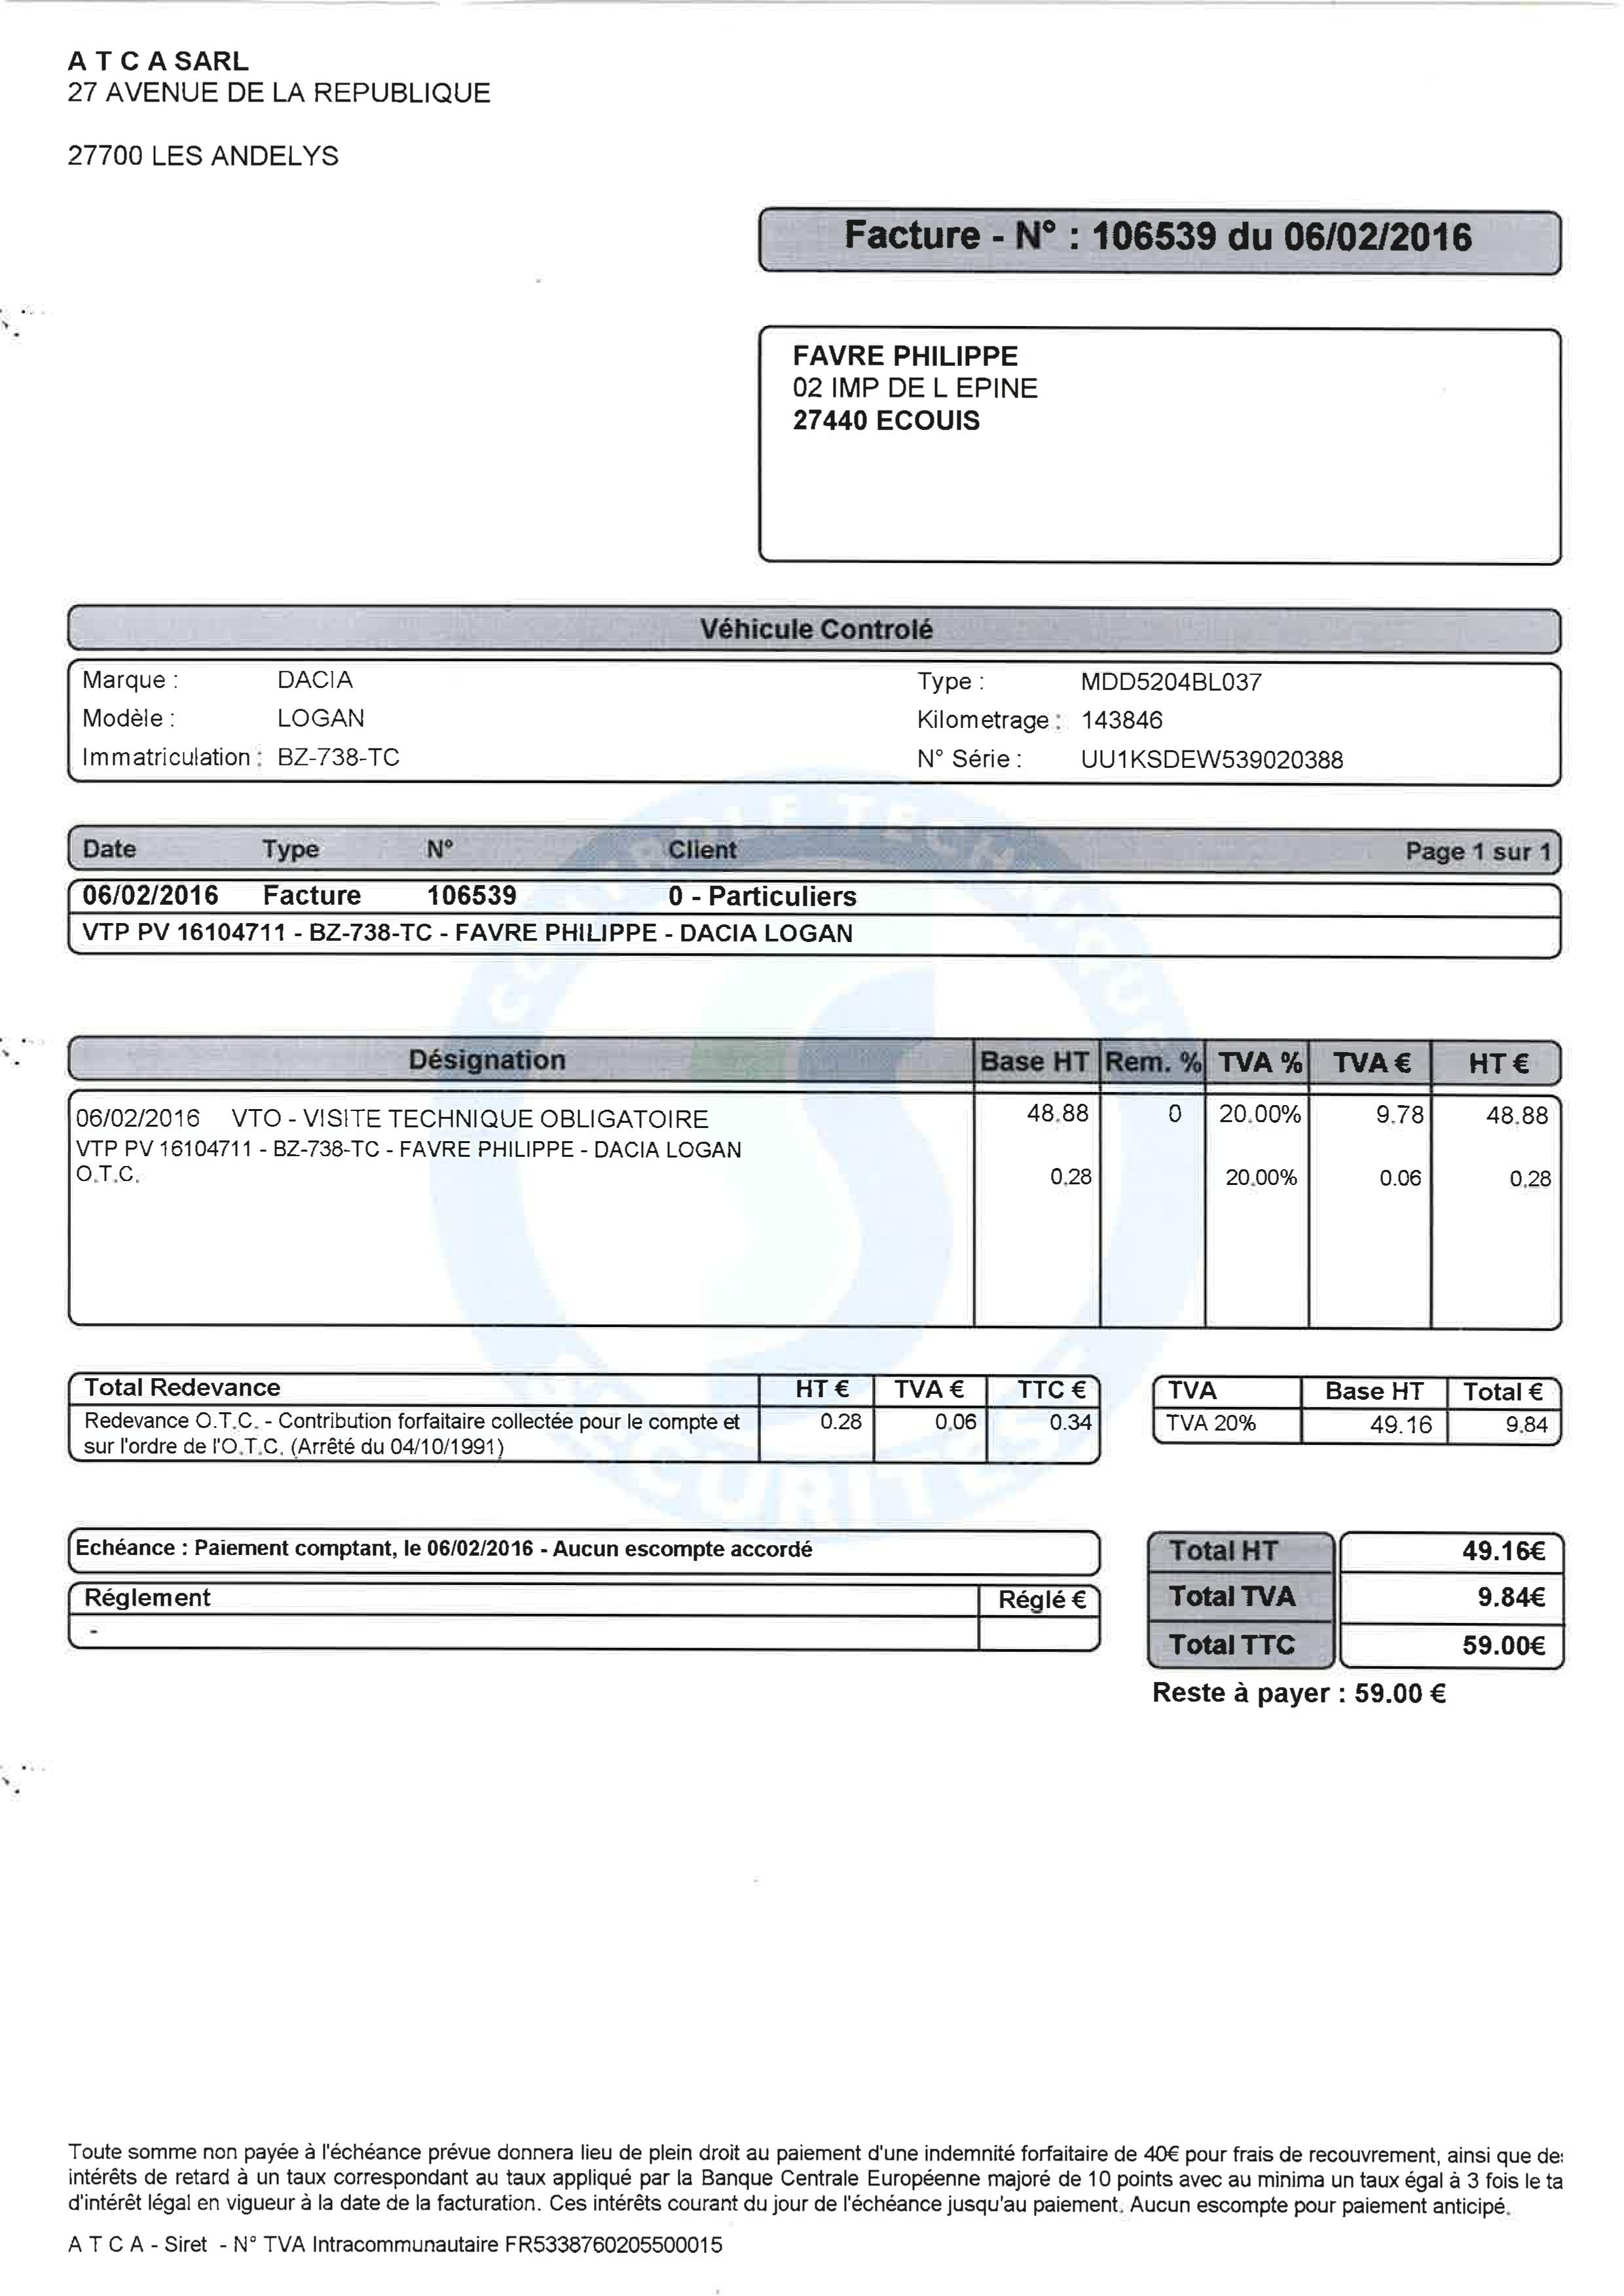 A T C A SARL
27 AVENUE DE LA REPUBLIQUE
27700 LES ANDELYS
Facture - N° : 106539 du 06/02/2016
FAVRE PHILIPPE
02 IMP DE L EPINE
27440 ECOUIS
Véhicule Controlé
Marque : DACIA Type : MDD5204BL037
Modèle : LOGAN Kilometrage : 143846
Immatriculation : BZ-738-TC N° Série : UU1KSDEW539020388
Date Type N° Client Page 1 sur 1
06/02/2016 Facture 106539 0 - Particuliers
VTP PV 16104711 - BZ-738-TC - FAVRE PHILIPPE - DACIA LOGAN
Désignation Base HT Rem. % TVA % TVA € HT €
06/02/2016 VTO - VISITE TECHNIQUE OBLIGATOIRE 48.88 0 20.00% 9.78 48.88
VTP PV 16104711 - BZ-738-TC - FAVRE PHILIPPE - DACIA LOGAN
O.T.C. 0.28 20.00% 0.06 0.28
Total Redevance HT € TVA € TTC €
Redevance O.T.C. - Contribution forfaitaire collectée pour le compte et 0.28 0.06 0.34
sur l'ordre de l'O.T.C. (Arrêté du 04/10/1991)
TVA Base HT Total €
TVA 20% 49.16 9.84
CONTROLE TECHNIQUE
SECURITEST
Echéance : Paiement comptant, le 06/02/2016 - Aucun escompte accordé
Réglement Réglé €
-
Total HT 49.16€
Total TVA 9.84€
Total TTC 59.00€
Reste à payer : 59.00 €
Toute somme non payée à l'échéance prévue donnera lieu de plein droit au paiement d'une indemnité forfaitaire de 40€ pour frais de recouvrement, ainsi que des
intérêts de retard à un taux correspondant au taux appliqué par la Banque Centrale Européenne majoré de 10 points avec au minima un taux égal à 3 fois le ta
d'intérêt légal en vigueur à la date de la facturation. Ces intérêts courant du jour de l'échéance jusqu'au paiement. Aucun escompte pour paiement anticipé.
A T C A - Siret - N° TVA Intracommunautaire FR5338760205500015